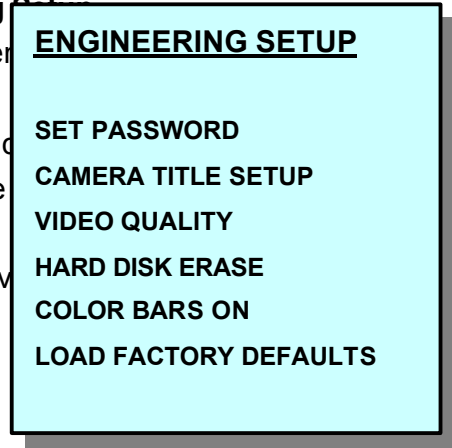 ENGINEERING SETUP
SET PASSWORD
CAMERA TITLE SETUP
VIDEO QUALITY
HARD DISK ERASE
COLOR BARS ON
LOAD FACTORY DEFAULTS